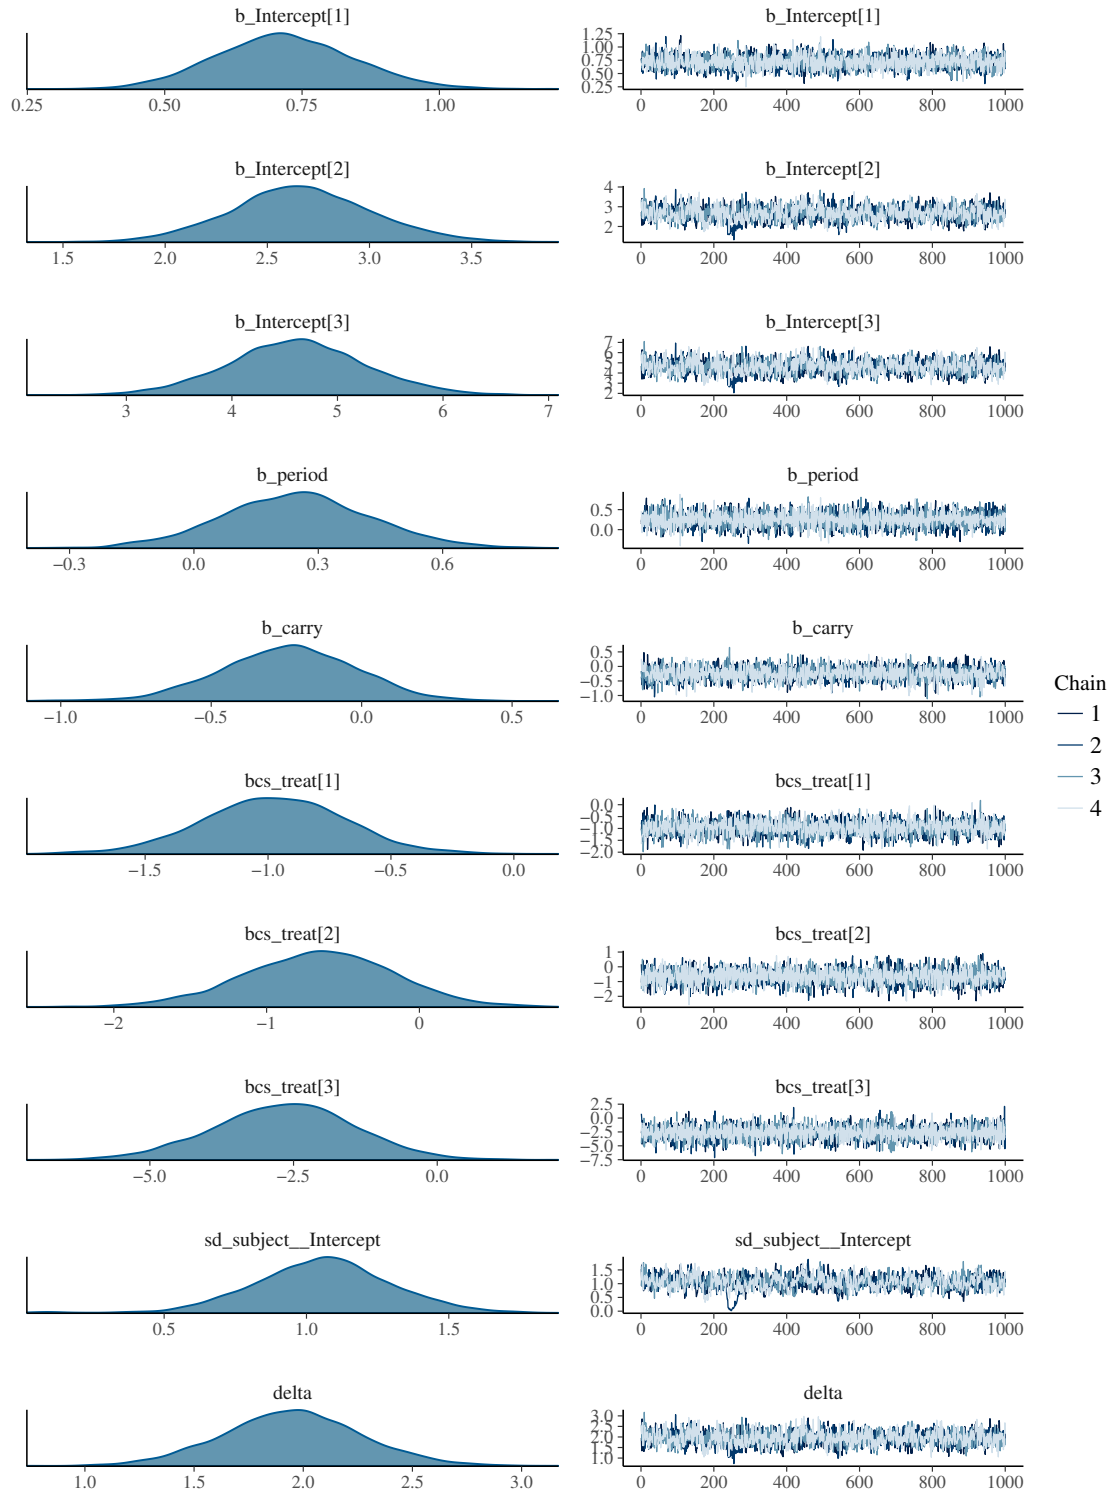 b_Intercept[1] b_Intercept[1]
1.25
1.00
0.75
0.50
0.25
0.25 0.50 0.75 1.00 0 200 400 600 800 1000
b_Intercept[2] b_Intercept[2]
4
3
2
1.5 2.0 2.5 3.0 3.5 0 200 400 600 800 1000
b_Intercept[3] b_Intercept[3]
7
6
5
4
3
2
3 4 5 6 7 0 200 400 600 800 1000
b_period b_period
0.5
0.0
−0.3 0.0 0.3 0.6 0 200 400 600 800 1000
b_carry b_carry
0.5
0.0
−0.5
−1.0
−1.0 −0.5 0.0 0.5 0 200 400 600 800 1000
Chain
1
2
3
4
bcs_treat[1] bcs_treat[1]
0.0
−0.5
−1.0
−1.5
−2.0
−1.5 −1.0 −0.5 0.0 0 200 400 600 800 1000
bcs_treat[2] bcs_treat[2]
1
0
−1
−2
−2 −1 0 0 200 400 600 800 1000
bcs_treat[3] bcs_treat[3]
2.5
0.0
−2.5
−5.0
−7.5
−5.0 −2.5 0.0 0 200 400 600 800 1000
sd_subject__Intercept sd_subject__Intercept
1.5
1.0
0.5
0.0
0.5 1.0 1.5 0 200 400 600 800 1000
delta delta
3.0
2.5
2.0
1.5
1.0
1.0 1.5 2.0 2.5 3.0 0 200 400 600 800 1000